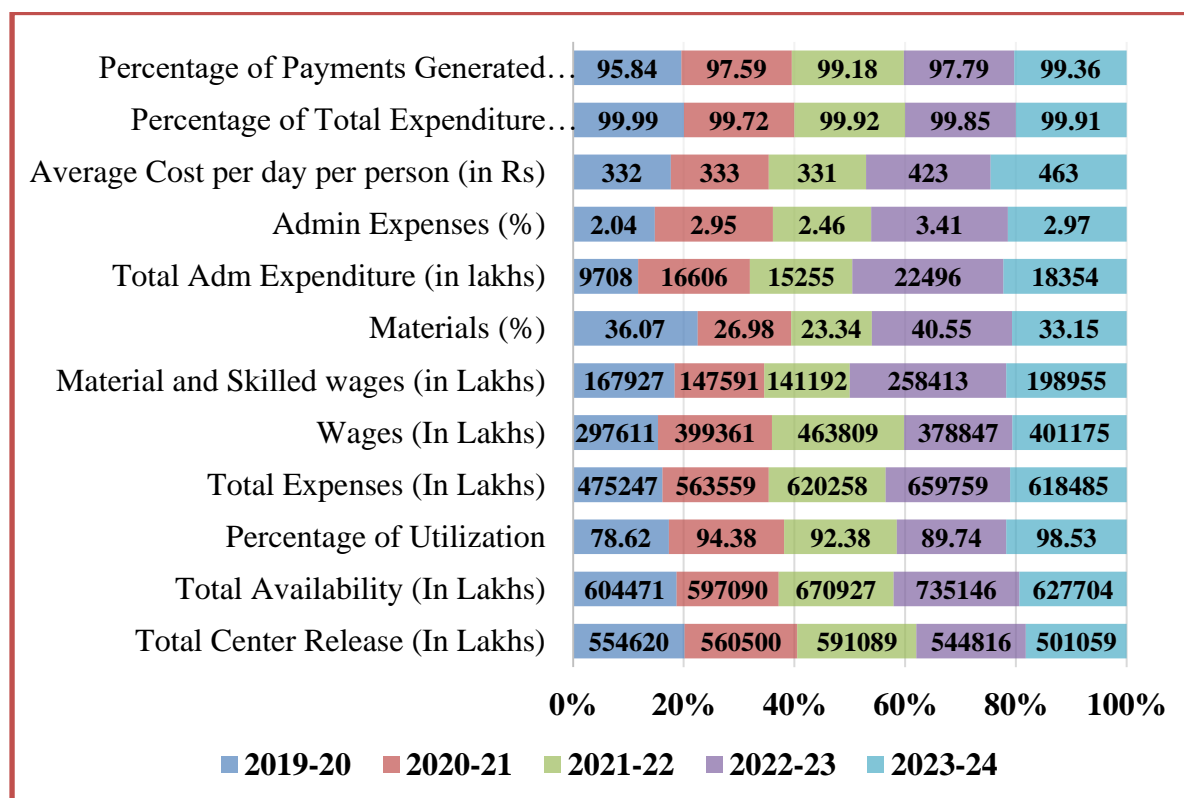 Percentage of Payments Generated… 95.84 97.59 99.18 97.79 99.36
Percentage of Total Expenditure… 99.99 99.72 99.92 99.85 99.91
Average Cost per day per person (in Rs) 332 333 331 423 463
Admin Expenses (%) 2.04 2.95 2.46 3.41 2.97
Total Adm Expenditure (in lakhs) 9708 16606 15255 22496 18354
Materials (%) 36.07 26.98 23.34 40.55 33.15
Material and Skilled wages (in Lakhs) 167927 147591 141192 258413 198955
Wages (In Lakhs) 297611 399361 463809 378847 401175
Total Expenses (In Lakhs) 475247 563559 620258 659759 618485
Percentage of Utilization 78.62 94.38 92.38 89.74 98.53
Total Availability (In Lakhs) 604471 597090 670927 735146 627704
Total Center Release (In Lakhs) 554620 560500 591089 544816 501059
0% 20% 40% 60% 80% 100%
2019-20 2020-21 2021-22 2022-23 2023-24